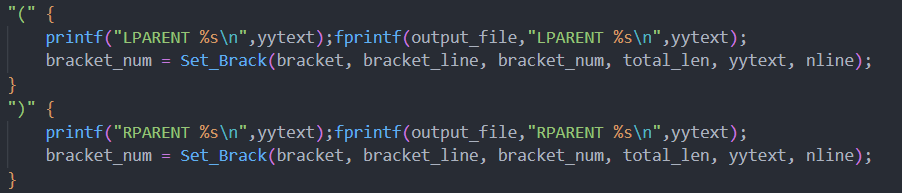 "(" {
    printf("LPARENT %s\n",yytext);fprintf(output_file,"LPARENT %s\n",yytext);
    bracket_num = Set_Brack(bracket, bracket_line, bracket_num, total_len, yytext, nline);
}
")" {
    printf("RPARENT %s\n",yytext);fprintf(output_file,"RPARENT %s\n",yytext);
    bracket_num = Set_Brack(bracket, bracket_line, bracket_num, total_len, yytext, nline);
}